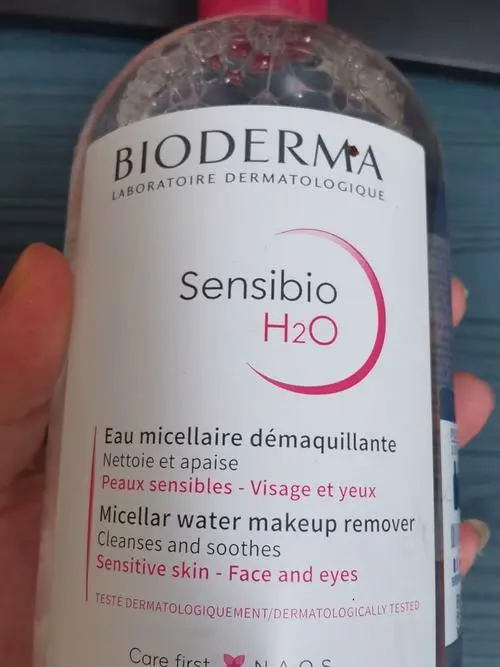 BIODERMA
LABORATOIRE DERMATOLOGIQUE
Sensibio
H2O
Eau micellaire démaquillante
Nettoie et apaise
Peaux sensibles - Visage et yeux
Micellar water makeup remover
Cleanses and soothes
Sensitive skin - Face and eyes
TESTÉ DERMATOLOGIQUEMENT/DERMATOLOGICALLY TESTED
Care first NAOS